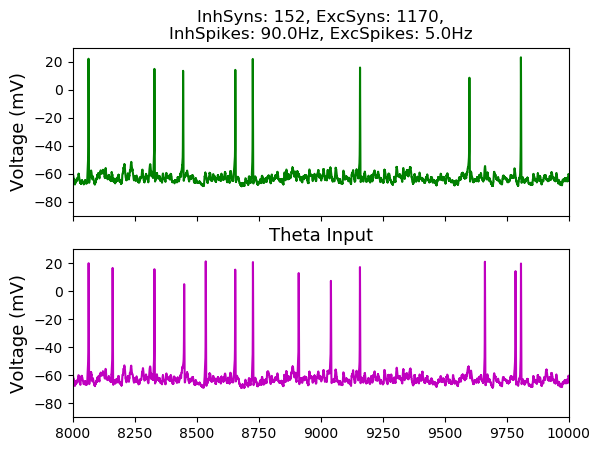 InhSyns: 152, ExcSyns: 1170,
InhSpikes: 90.0Hz, ExcSpikes: 5.0Hz
20
0
−20
−40
−60
−80
Voltage (mV)
Theta Input
20
0
−20
−40
−60
−80
Voltage (mV)
8000 8250 8500 8750 9000 9250 9500 9750 10000